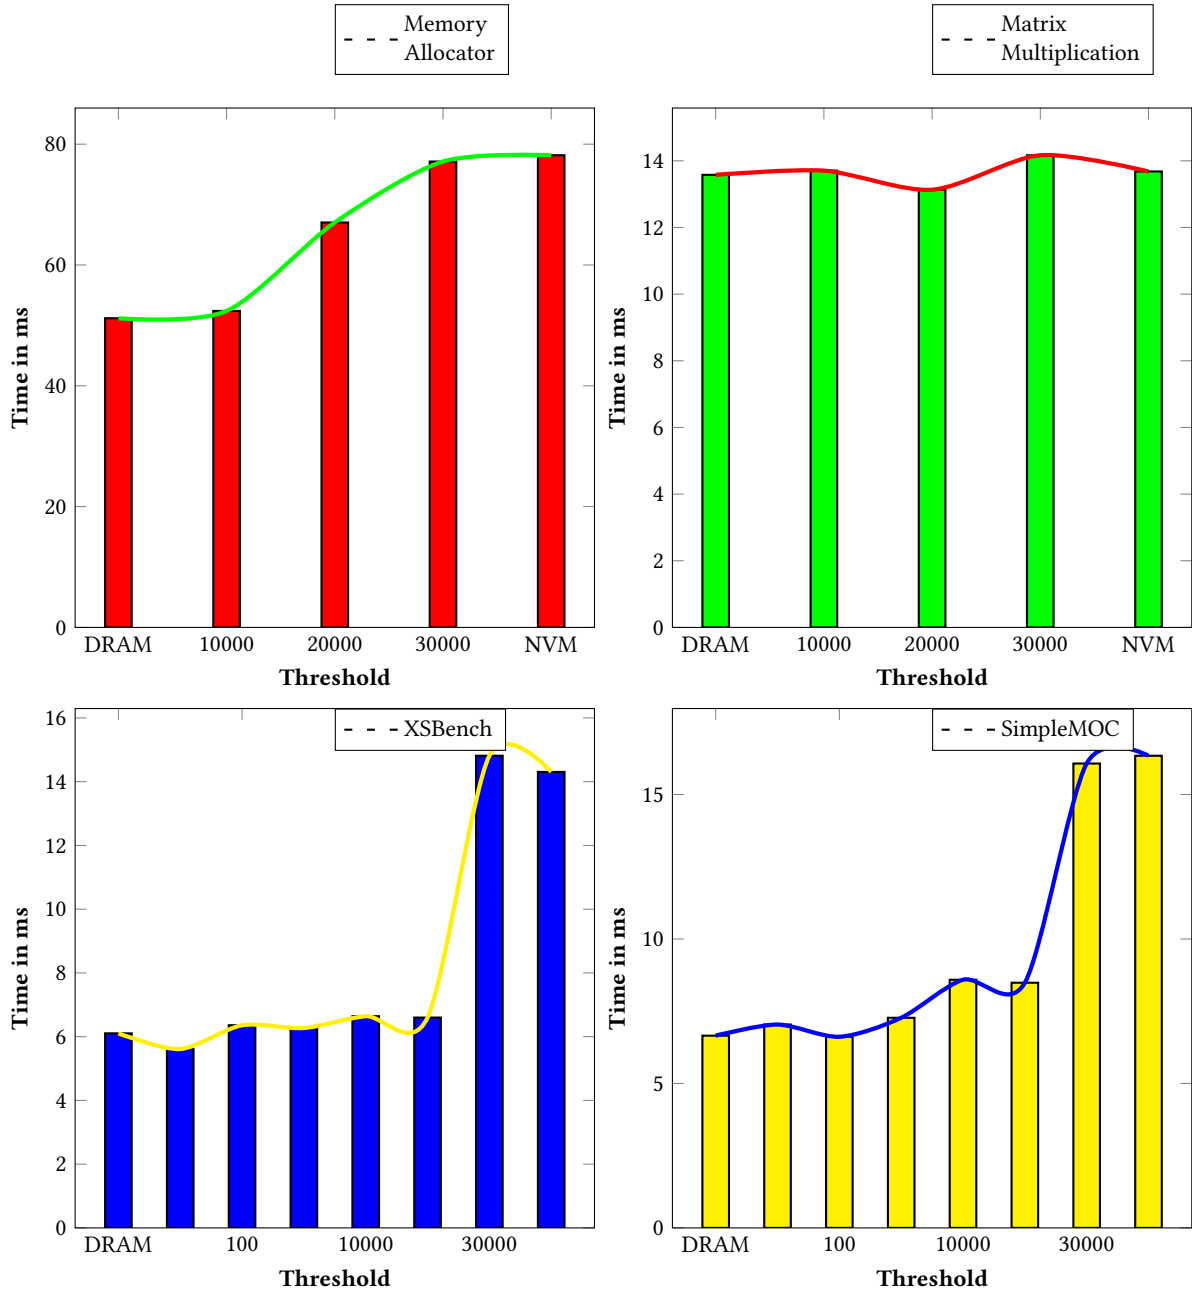 Memory
Allocator
Matrix
Multiplication
80
60
40
20
0
Time in ms
DRAM 10000 20000 30000 NVM
Threshold
14
12
10
8
6
4
2
0
Time in ms
DRAM 10000 20000 30000 NVM
Threshold
XSBench
16
14
12
10
8
6
4
2
0
Time in ms
DRAM 100 10000 30000
Threshold
SimpleMOC
15
10
5
0
Time in ms
DRAM 100 10000 30000
Threshold